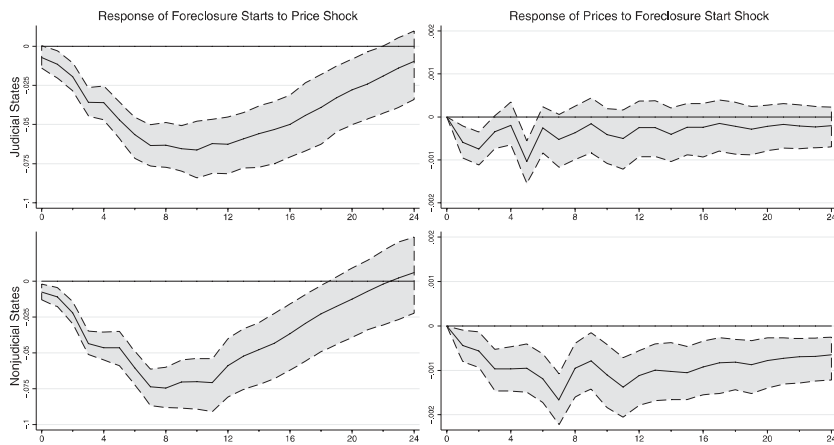 Response of Foreclosure Starts to Price Shock
Response of Prices to Foreclosure Start Shock
Judicial States
0
-.025
-.05
-.075
-.1
0 4 8 12 16 20 24
.002
.001
0
-.001
-.002
0 4 8 12 16 20 24
Nonjudicial States
0
-.025
-.05
-.075
-.1
0 4 8 12 16 20 24
.002
.001
0
-.001
-.002
0 4 8 12 16 20 24